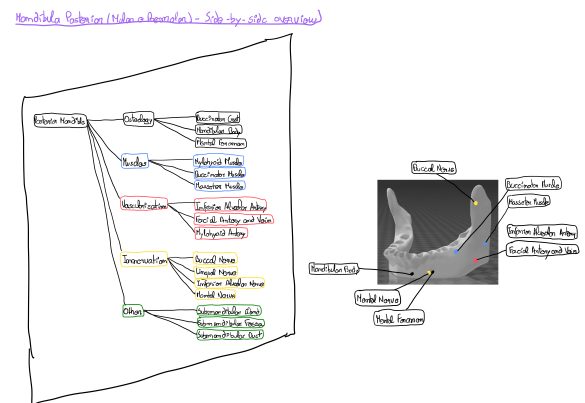 Mandibula Posterior (Molar & Premolar) - Side-by-side overview
Posterior Mandible
Osteology
Buccinator Crest
Mandibular Body
Mental Foramen
Muscles
Mylohyoid Muscle
Buccinator Muscle
Masseter Muscle
Vascularization
Inferior Alveolar Artery
Facial Artery and Vein
Mylohyoid Artery
Innervation
Buccal Nerve
Lingual Nerve
Inferior Alveolar Nerve
Mental Nerve
Other
Submandibular Gland
Submandibular Fossa
Submandibular Duct
Buccal Nerve
Buccinator Muscle
Masseter Muscle
Inferior Alveolar Artery
Facial Artery and Vein
Mandibular Body
Mental Nerve
Mental Foramen